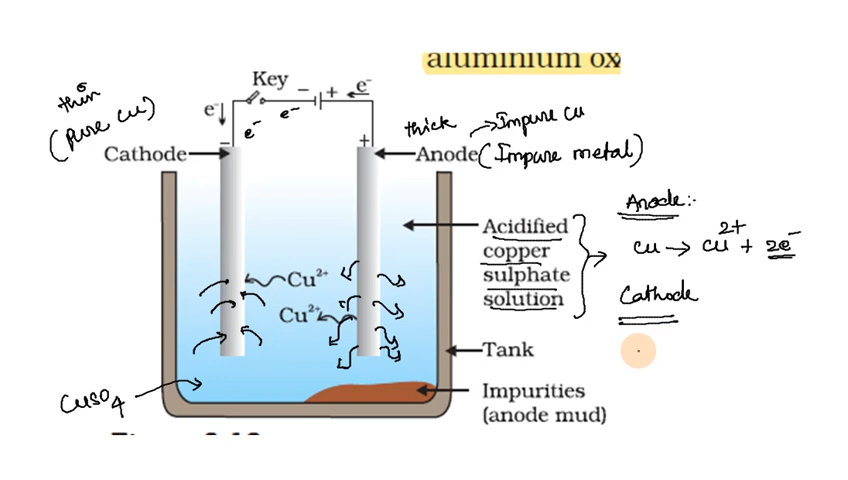 aluminium ox
thin
(pure cu)
Key
e⁻
e⁻
e⁻
−
+
e⁻
−
+
Cathode
thick
Impure cu
Anode (Impure metal)
Acidified
copper
sulphate
solution
Anode:-
cu → cu²⁺ + 2e⁻
Cathode
Cu²⁺
Cu²⁺
Tank
CuSO₄
Impurities
(anode mud)